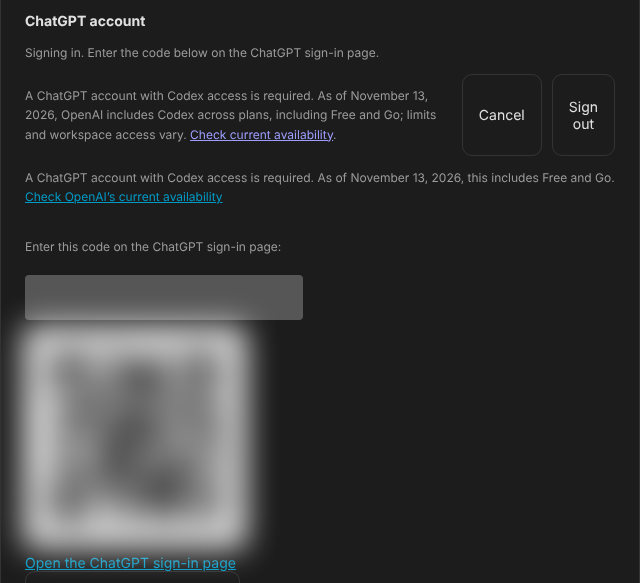 ChatGPT account
Signing in. Enter the code below on the ChatGPT sign-in page.
A ChatGPT account with Codex access is required. As of November 13,
2026, OpenAI includes Codex across plans, including Free and Go; limits
and workspace access vary. Check current availability.
Cancel
Sign
out
A ChatGPT account with Codex access is required. As of November 13, 2026, this includes Free and Go.
Check OpenAI's current availability
Enter this code on the ChatGPT sign-in page:
Open the ChatGPT sign-in page